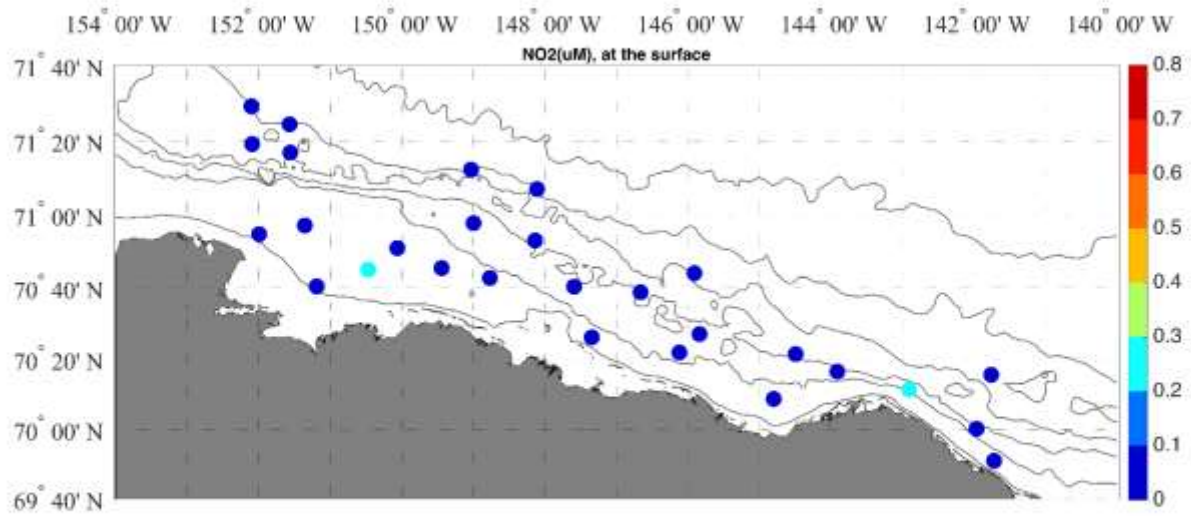 154° 00' W 152° 00' W 150° 00' W 148° 00' W 146° 00' W 144° 00' W 142° 00' W 140° 00' W
NO2(uM), at the surface
71° 40' N
71° 20' N
71° 00' N
70° 40' N
70° 20' N
70° 00' N
69° 40' N
0.8
0.7
0.6
0.5
0.4
0.3
0.2
0.1
0